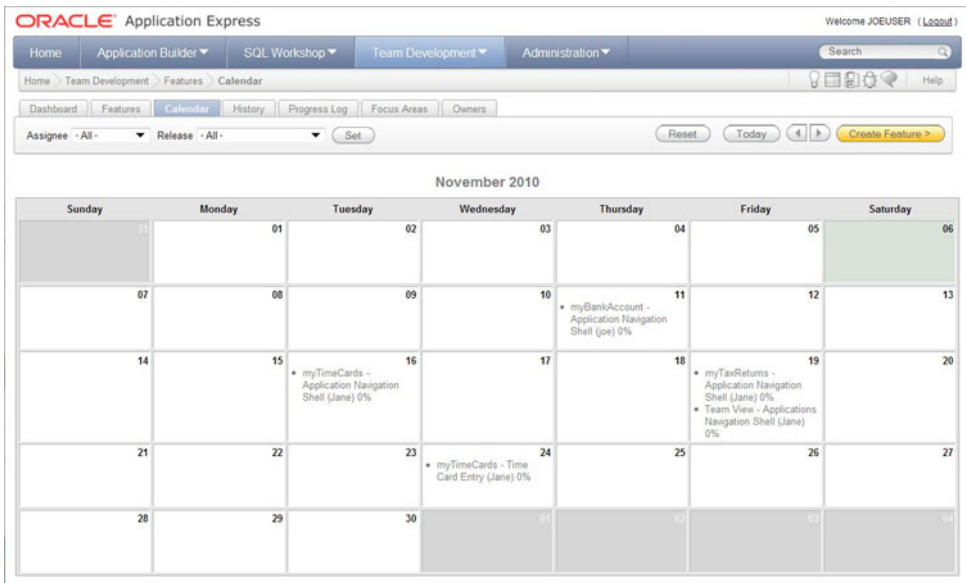 ORACLE Application Express
Welcome JOEUSER ( Logout )
Home Application Builder SQL Workshop Team Development Administration
Search
Home Team Development Features Calendar
Help
Dashboard Features Calendar History Progress Log Focus Areas Owners
Assignee - All - Release - All - Set Reset Today Create Feature >
November 2010
Sunday Monday Tuesday Wednesday Thursday Friday Saturday
31 01 02 03 04 05 06
07 08 09 10 11 12 13
myBankAccount -
Application Navigation
Shell (joe) 0%
14 15 16 17 18 19 20
myTimeCards -
Application Navigation
Shell (Jane) 0%
myTaxReturns -
Application Navigation
Shell (Jane) 0%
Team View - Applications
Navigation Shell (Jane)
0%
21 22 23 24 25 26 27
myTimeCards - Time
Card Entry (Jane) 0%
28 29 30 01 02 03 04